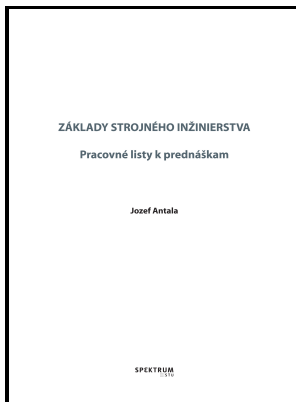 ZÁKLADY STROJNÉHO INŽINIERSTVA
Pracovné listy k prednáškam
Jozef Antala
SPEKTRUM
STU